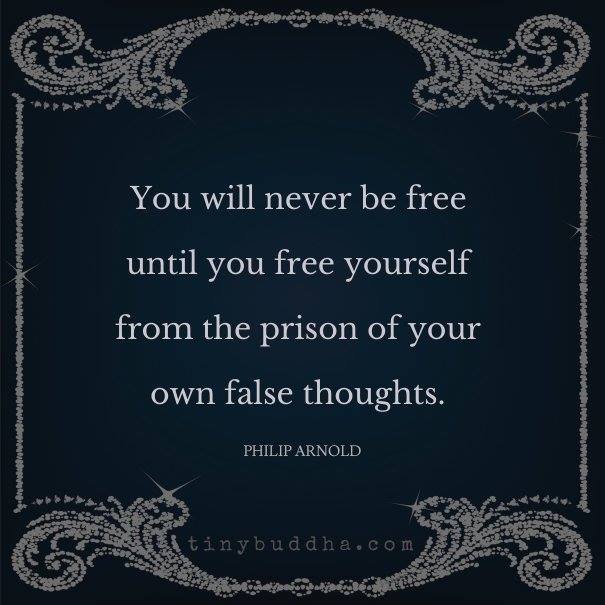 You will never be free
until you free yourself
from the prison of your
own false thoughts.
PHILIP ARNOLD
tinybuddha.com